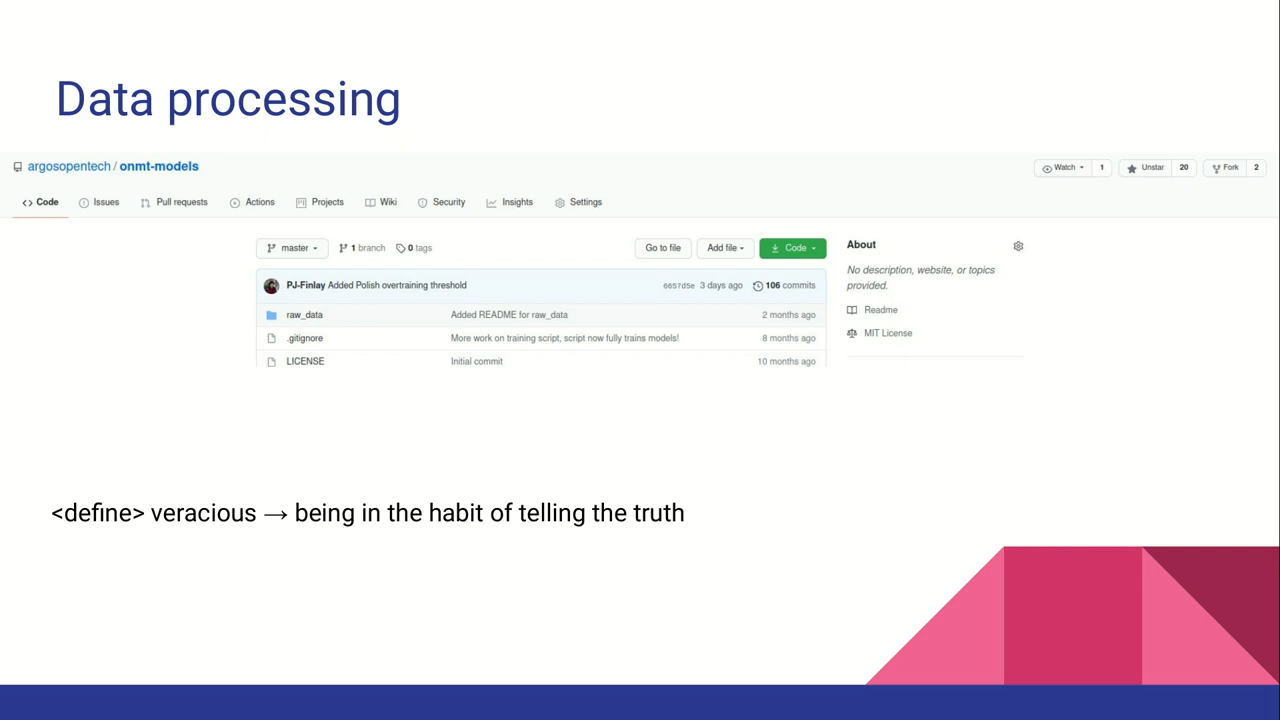 Data processing
argosopentech / onmt-models
Watch 1 Unstar 20 Fork 2
Code Issues Pull requests Actions Projects Wiki Security Insights Settings
master 1 branch 0 tags Go to file Add file Code
About
PJ-Finlay Added Polish overtraining threshold 6657d5e 3 days ago 106 commits
No description, website, or topics
provided.
raw_data Added README for raw_data 2 months ago
Readme
.gitignore More work on training script, script now fully trains models! 8 months ago
MIT License
LICENSE Initial commit 10 months ago
<define> veracious → being in the habit of telling the truth